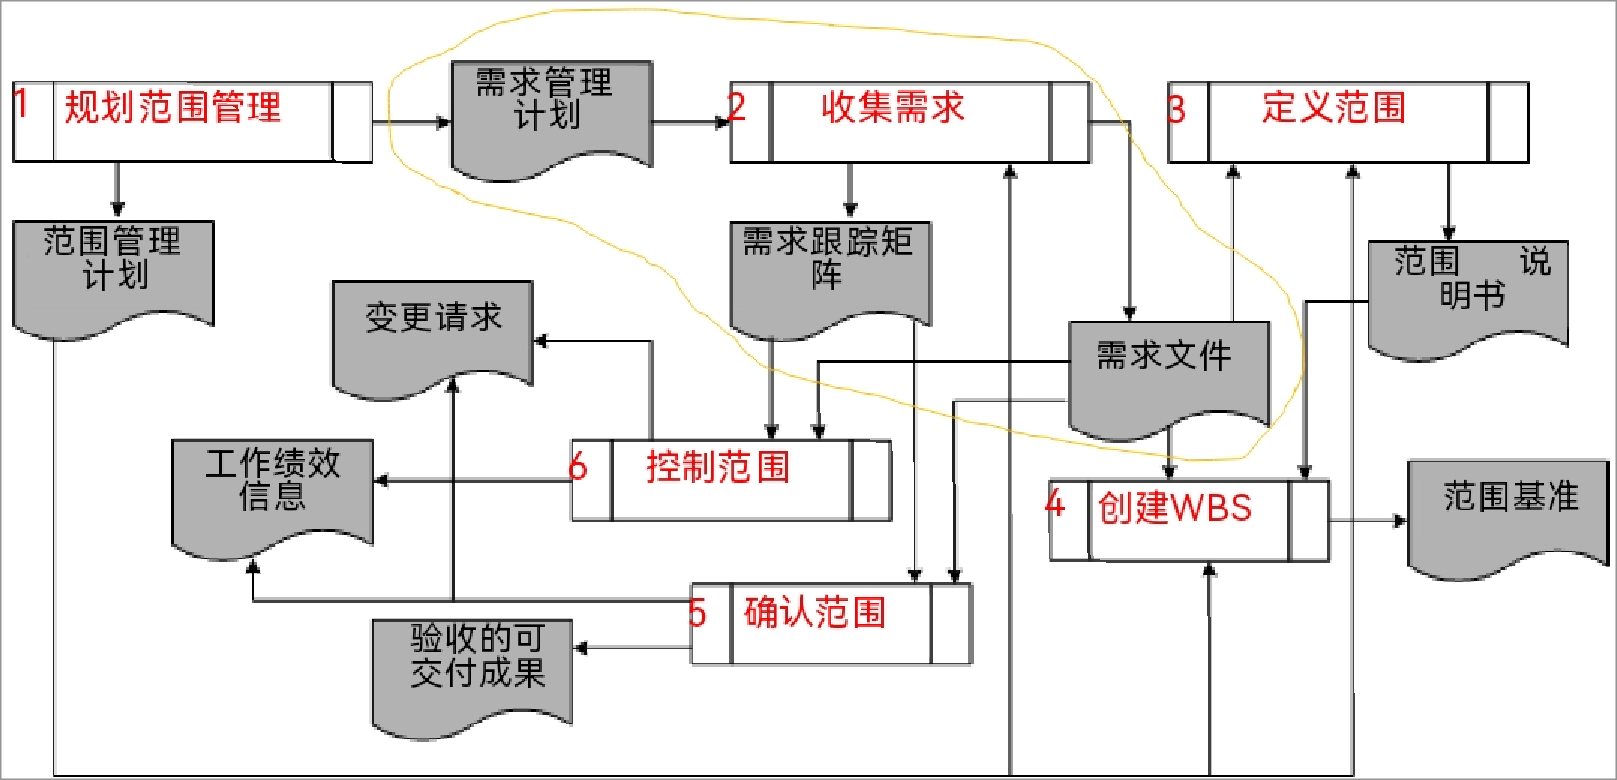 1 规划范围管理
需求管理
计划
2 收集需求
3 定义范围
范围管理
计划
需求跟踪矩
阵
范围 说
明书
变更请求
需求文件
工作绩效
信息
6 控制范围
4 创建WBS
范围基准
5 确认范围
验收的可
交付成果